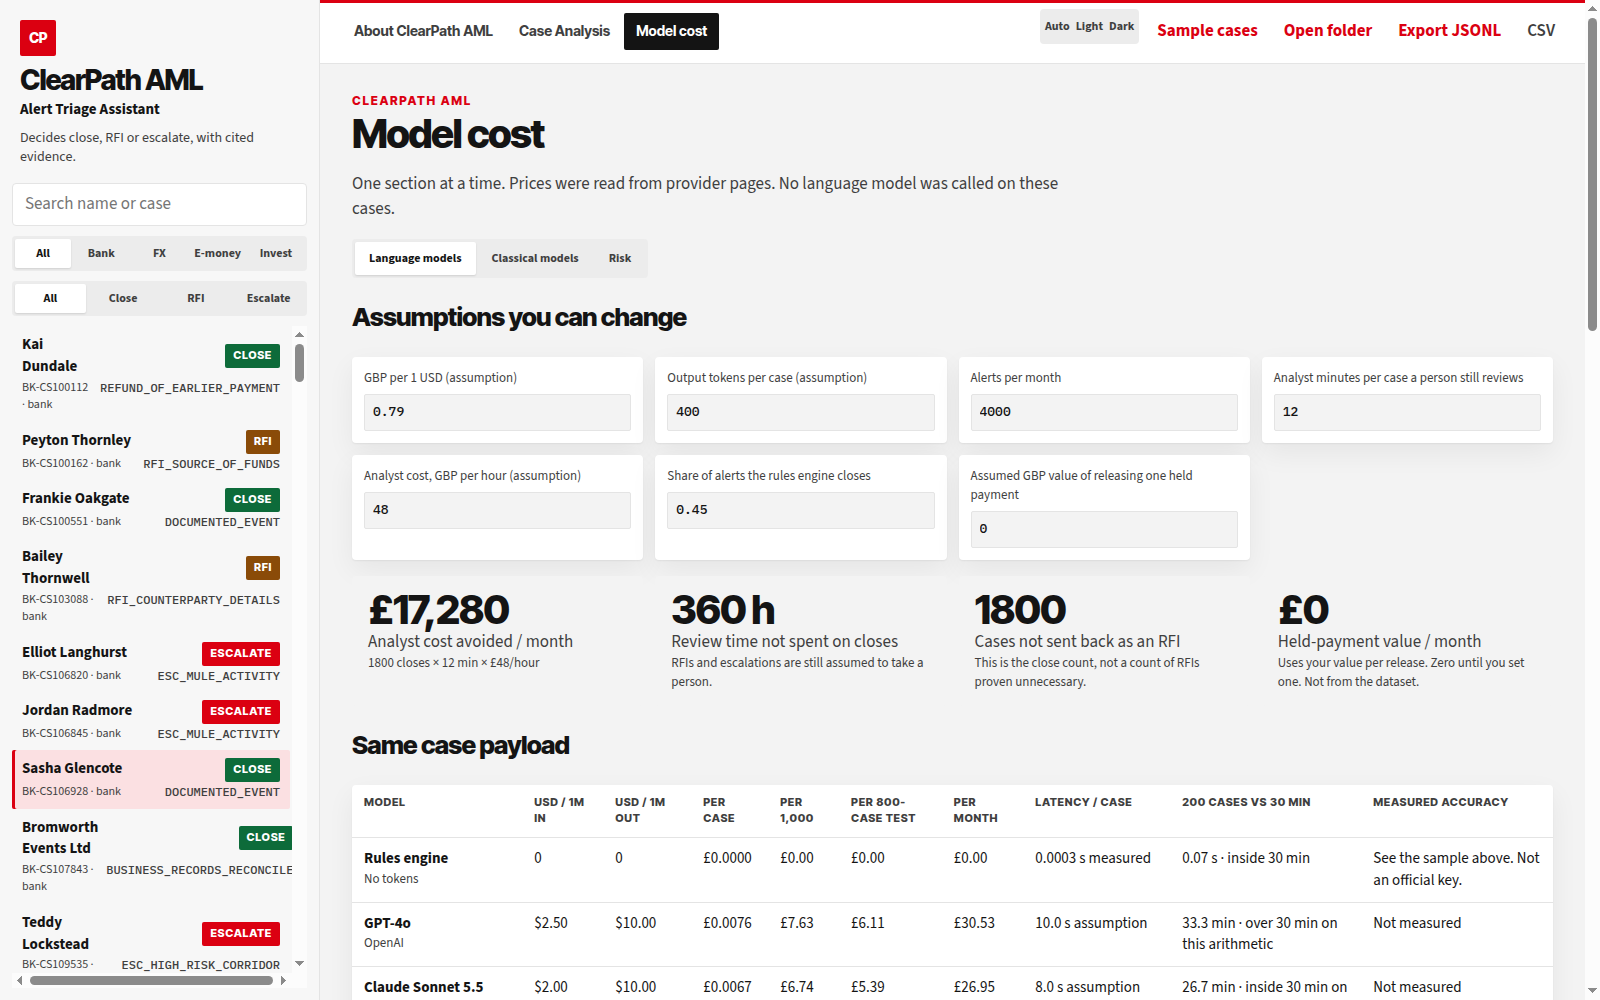 CP
ClearPath AML
Alert Triage Assistant
Decides close, RFI or escalate, with cited
evidence.
Search name or case
All Bank FX E-money Invest
All Close RFI Escalate
Kai
Dundale
CLOSE
BK-CS100112
· bank
REFUND_OF_EARLIER_PAYMENT
Peyton Thornley
RFI
BK-CS100162 · bank
RFI_SOURCE_OF_FUNDS
Frankie Oakgate
CLOSE
BK-CS100551 · bank
DOCUMENTED_EVENT
Bailey
Thornwell
RFI
BK-CS103088 ·
bank
RFI_COUNTERPARTY_DETAILS
Elliot Langhurst
ESCALATE
BK-CS106820 · bank
ESC_MULE_ACTIVITY
Jordan Radmore
ESCALATE
BK-CS106845 · bank
ESC_MULE_ACTIVITY
Sasha Glencote
CLOSE
BK-CS106928 · bank
DOCUMENTED_EVENT
Bromworth
Events Ltd
CLOSE
BK-CS107843 ·
bank
BUSINESS_RECORDS_RECONCILE
Teddy
Lockstead
ESCALATE
BK-CS109535 ·
ESC_HIGH_RISK_CORRIDOR
About ClearPath AML Case Analysis Model cost
Auto Light Dark Sample cases Open folder Export JSONL CSV
CLEARPATH AML
Model cost
One section at a time. Prices were read from provider pages. No language model was called on these
cases.
Language models Classical models Risk
Assumptions you can change
GBP per 1 USD (assumption)
0.79
Output tokens per case (assumption)
400
Alerts per month
4000
Analyst minutes per case a person still reviews
12
Analyst cost, GBP per hour (assumption)
48
Share of alerts the rules engine closes
0.45
Assumed GBP value of releasing one held
payment
0
£17,280
Analyst cost avoided / month
1800 closes × 12 min × £48/hour
360 h
Review time not spent on closes
RFIs and escalations are still assumed to take a
person.
1800
Cases not sent back as an RFI
This is the close count, not a count of RFIs
proven unnecessary.
£0
Held-payment value / month
Uses your value per release. Zero until you set
one. Not from the dataset.
Same case payload
MODEL
USD / 1M
IN
USD / 1M
OUT
PER
CASE
PER
1,000
PER 800-
CASE TEST
PER
MONTH
LATENCY / CASE
200 CASES VS 30 MIN
MEASURED ACCURACY
Rules engine
No tokens
0
0
£0.0000
£0.00
£0.00
£0.00
0.0003 s measured
0.07 s · inside 30 min
See the sample above. Not
an official key.
GPT-4o
OpenAI
$2.50
$10.00
£0.0076
£7.63
£6.11
£30.53
10.0 s assumption
33.3 min · over 30 min on
this arithmetic
Not measured
Claude Sonnet 5.5
$2.00
$10.00
£0.0067
£6.74
£5.39
£26.95
8.0 s assumption
26.7 min · inside 30 min on
Not measured